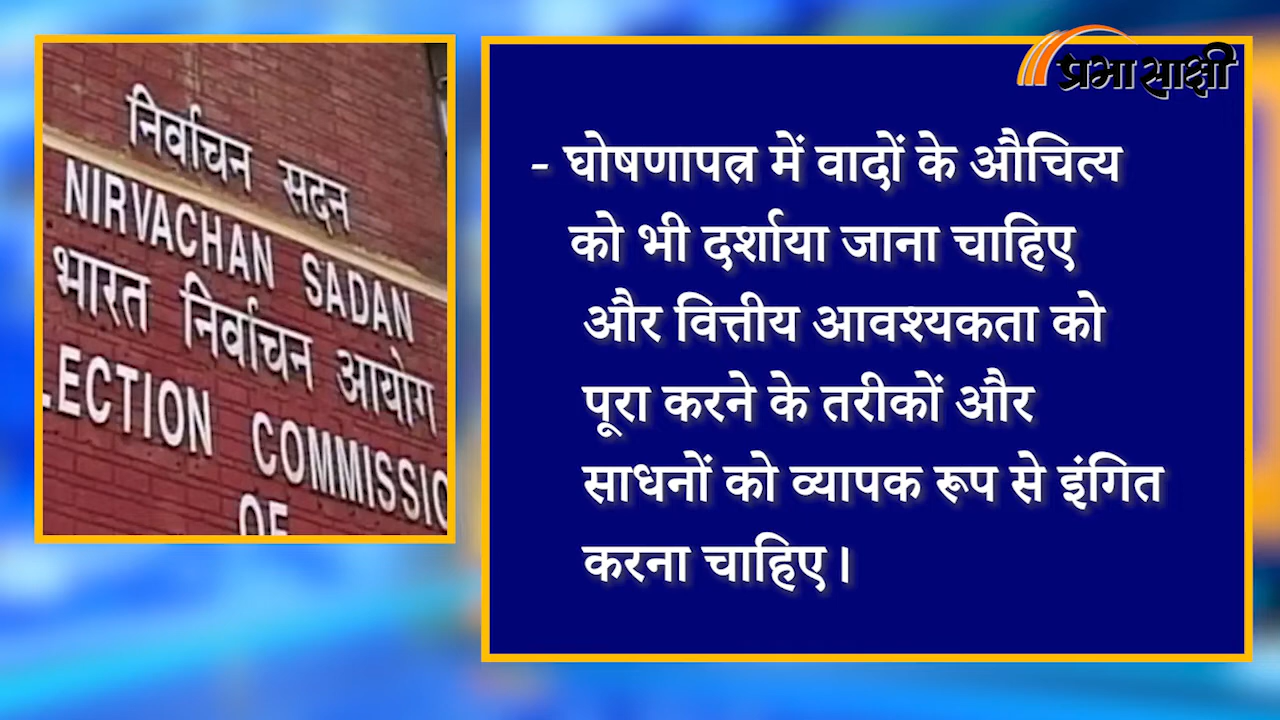 निर्वाचन सदन
NIRVACHAN SADAN
भारत निर्वाचन आयोग
LECTION COMMISSIO
OF
प्रभा साक्षी
- घोषणापत्र में वादों के औचित्य
को भी दर्शाया जाना चाहिए
और वित्तीय आवश्यकता को
पूरा करने के तरीकों और
साधनों को व्यापक रूप से इंगित
करना चाहिए।